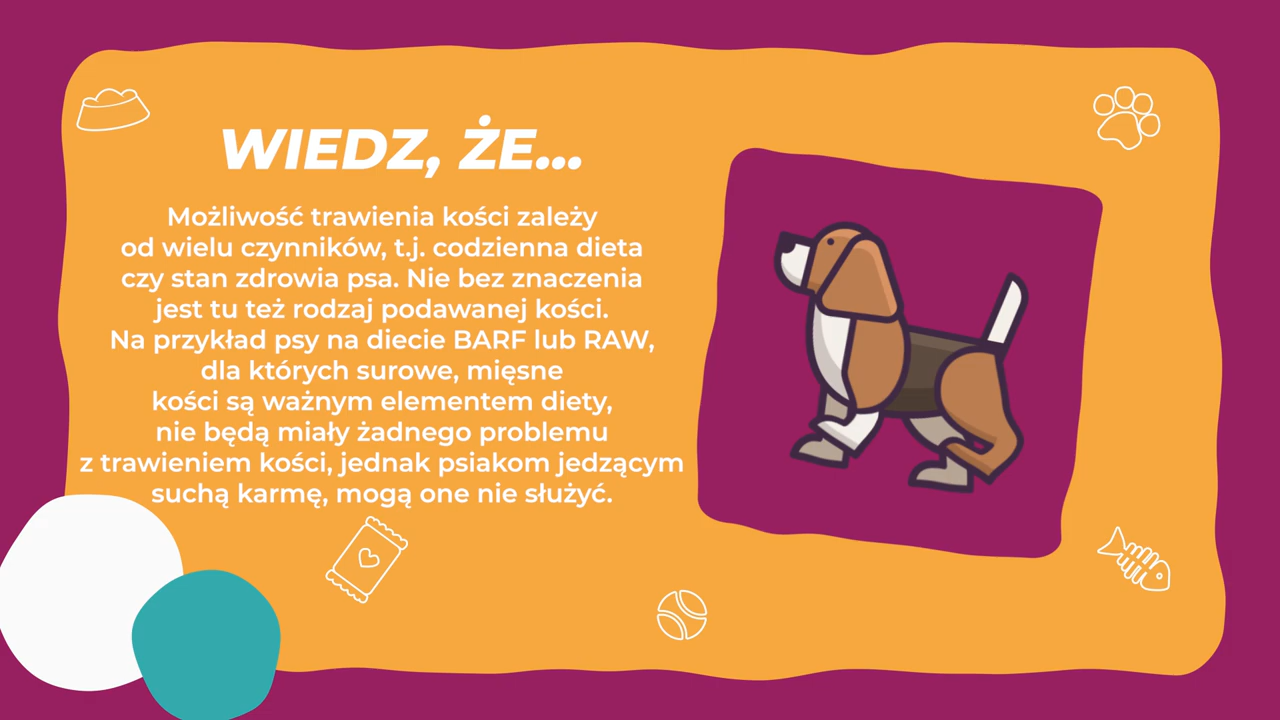 WIEDZ, ŻE...
Możliwość trawienia kości zależy
od wielu czynników, t.j. codzienna dieta
czy stan zdrowia psa. Nie bez znaczenia
jest tu też rodzaj podawanej kości.
Na przykład psy na diecie BARF lub RAW,
dla których surowe, mięsne
kości są ważnym elementem diety,
nie będą miały żadnego problemu
z trawieniem kości, jednak psiakom jedzącym
suchą karmę, mogą one nie służyć.